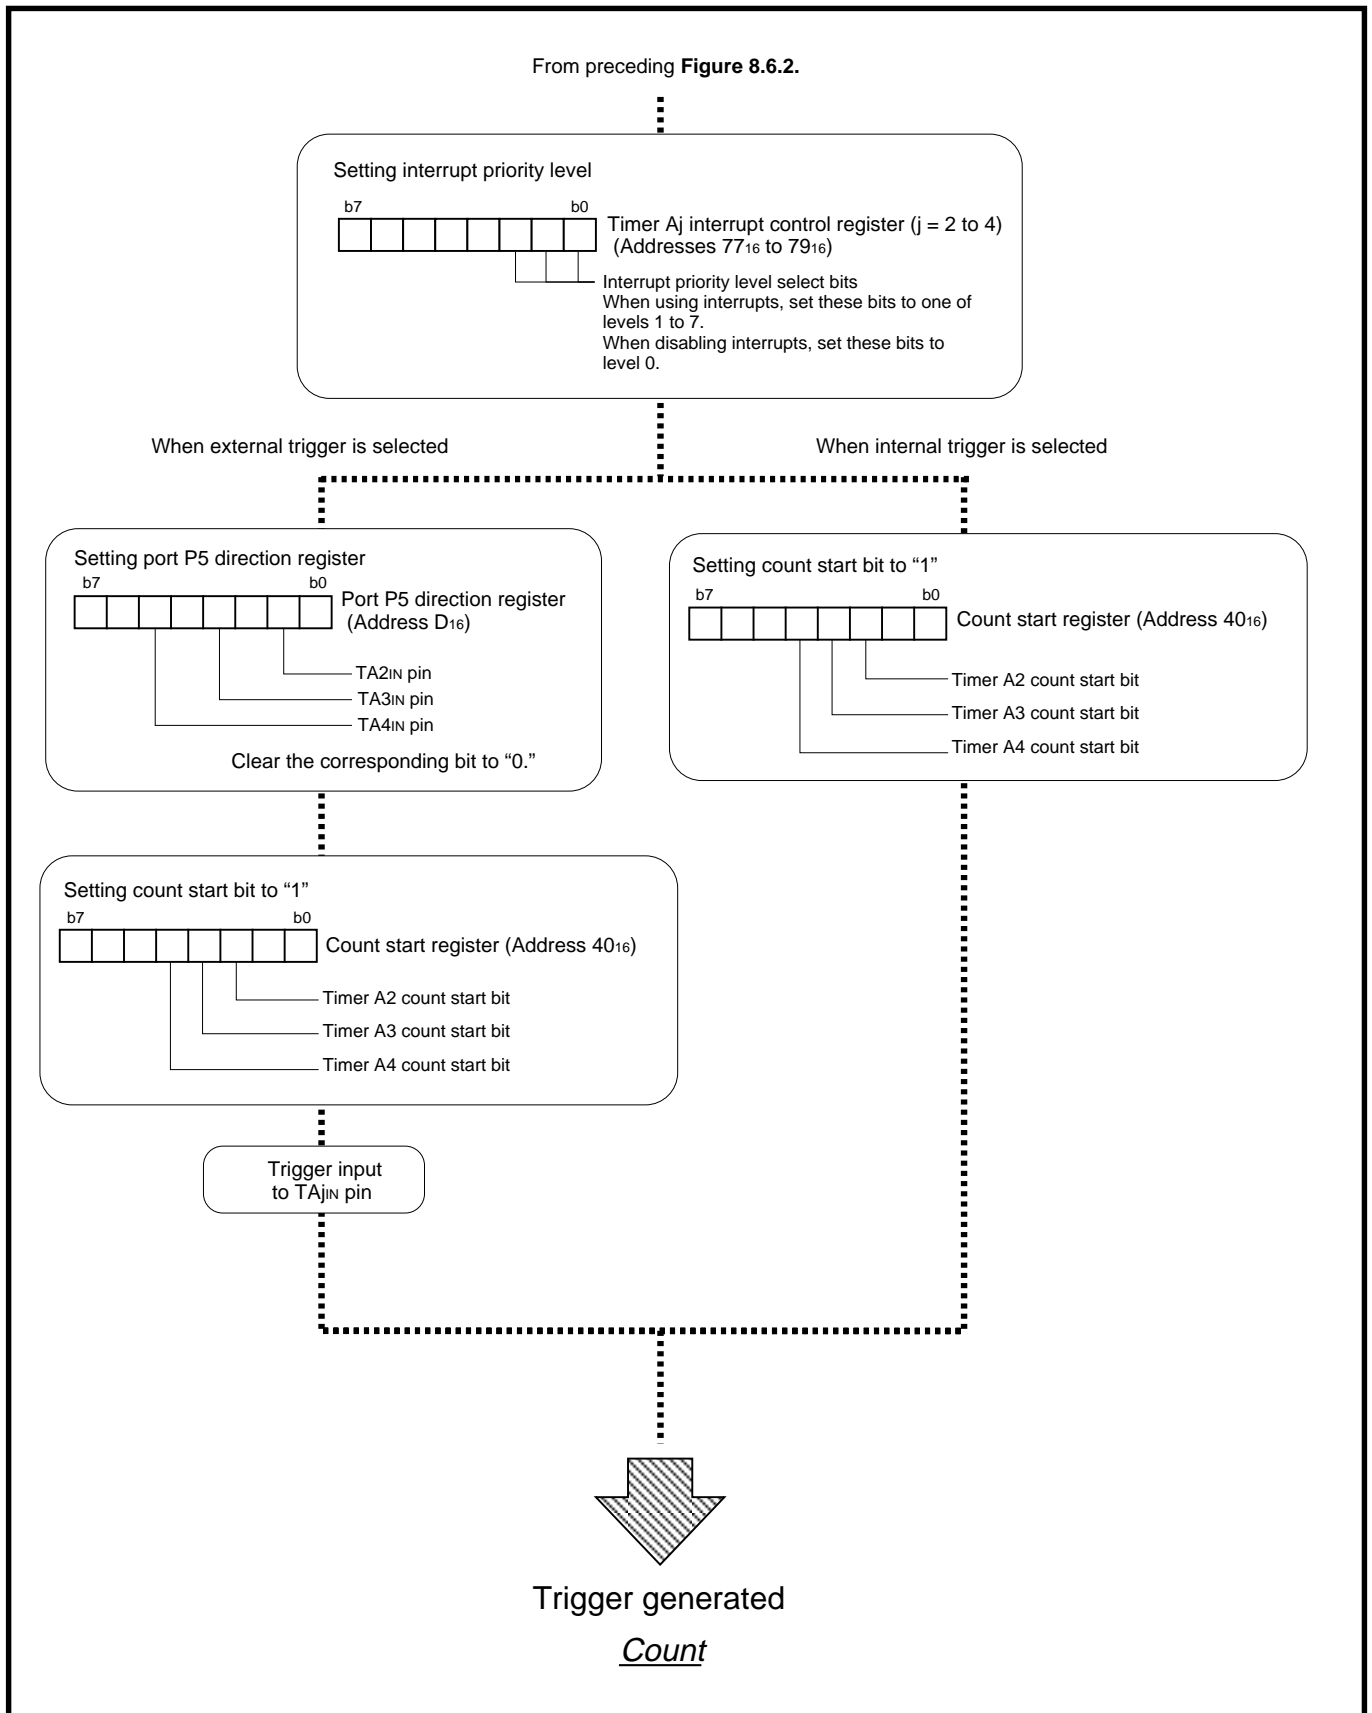 From preceding Figure 8.6.2.
Setting interrupt priority level
b7 b0
Timer Aj interrupt control register (j = 2 to 4)
(Addresses 7716 to 7916)
Interrupt priority level select bits
When using interrupts, set these bits to one of
levels 1 to 7.
When disabling interrupts, set these bits to
level 0.
When external trigger is selected
When internal trigger is selected
Setting port P5 direction register
b7 b0
Port P5 direction register
(Address D16)
TA2IN pin
TA3IN pin
TA4IN pin
Clear the corresponding bit to “0.”
Setting count start bit to “1”
b7 b0
Count start register (Address 4016)
Timer A2 count start bit
Timer A3 count start bit
Timer A4 count start bit
Setting count start bit to “1”
b7 b0
Count start register (Address 4016)
Timer A2 count start bit
Timer A3 count start bit
Timer A4 count start bit
Trigger input
to TAjIN pin
Trigger generated
Count